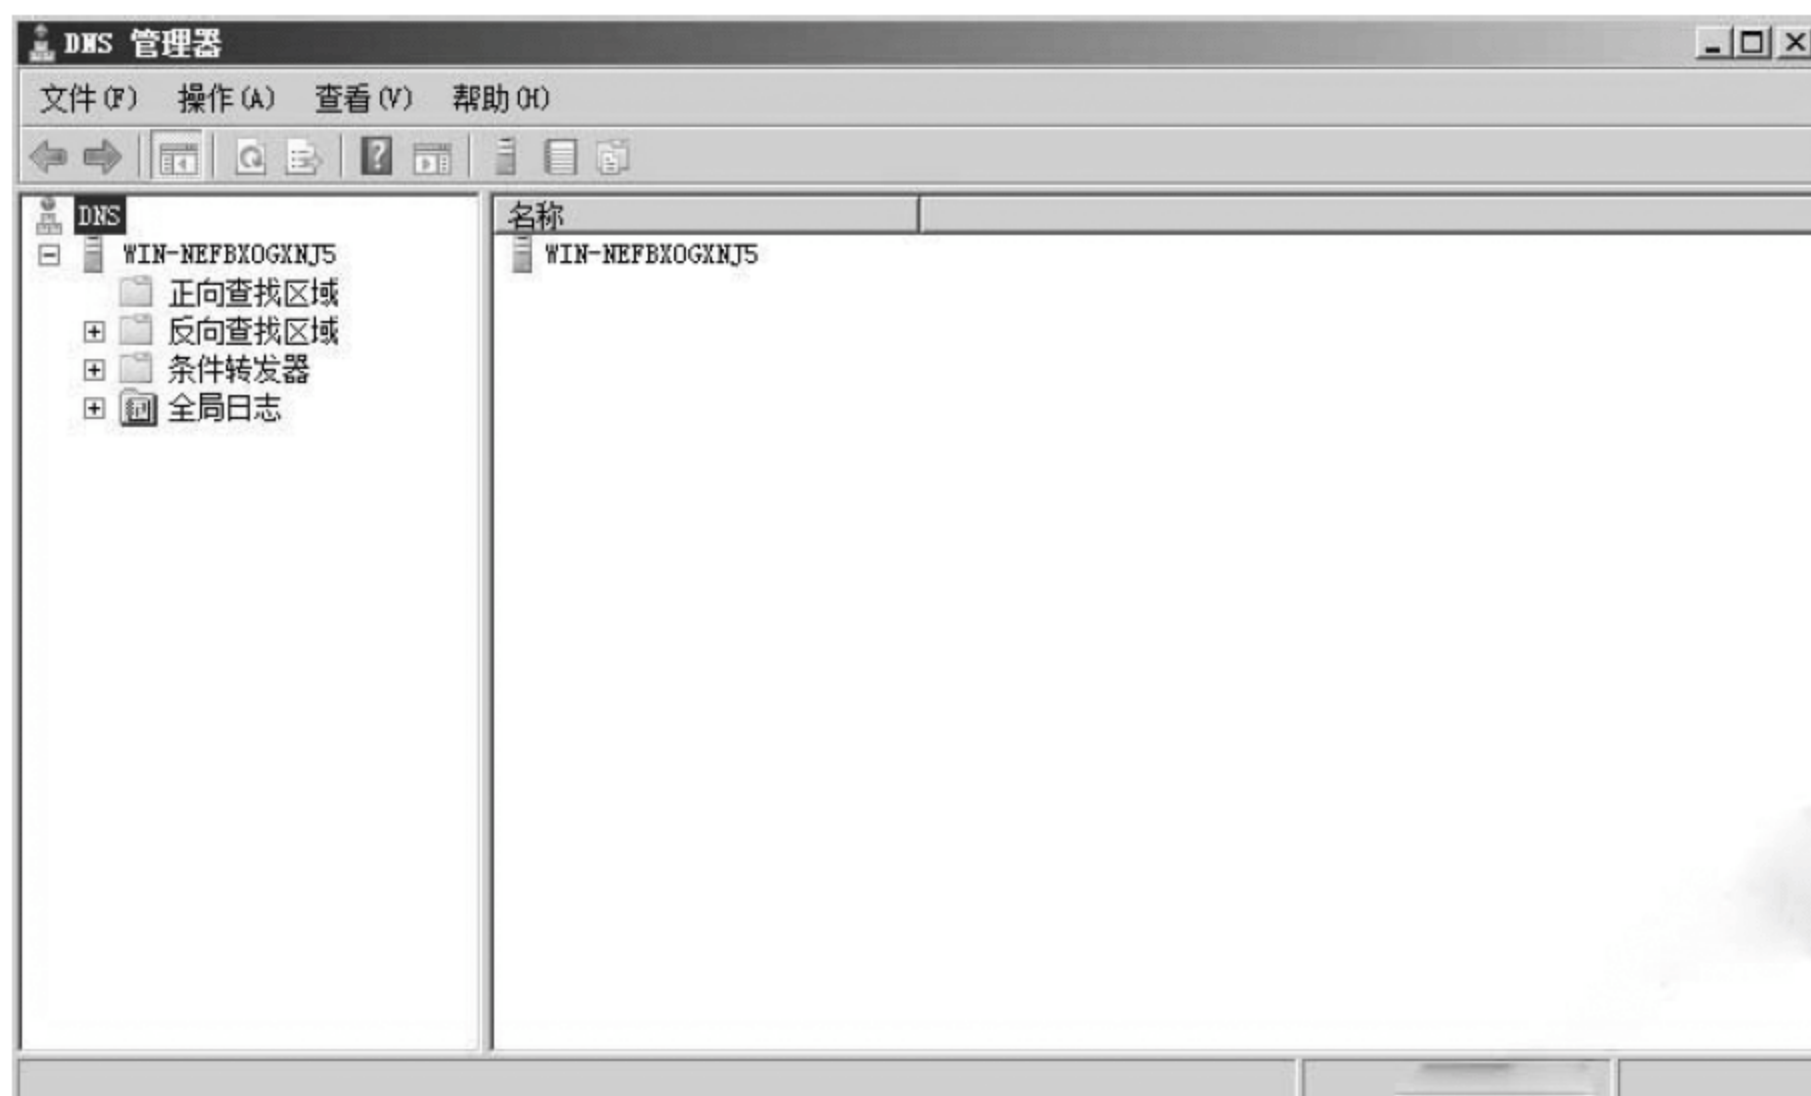 DNS 管理器
文件(F) 操作(A) 查看(V) 帮助(H)
DNS
WIN-NEFBXOGXNJ5
正向查找区域
反向查找区域
条件转发器
全局日志
名称
WIN-NEFBXOGXNJ5